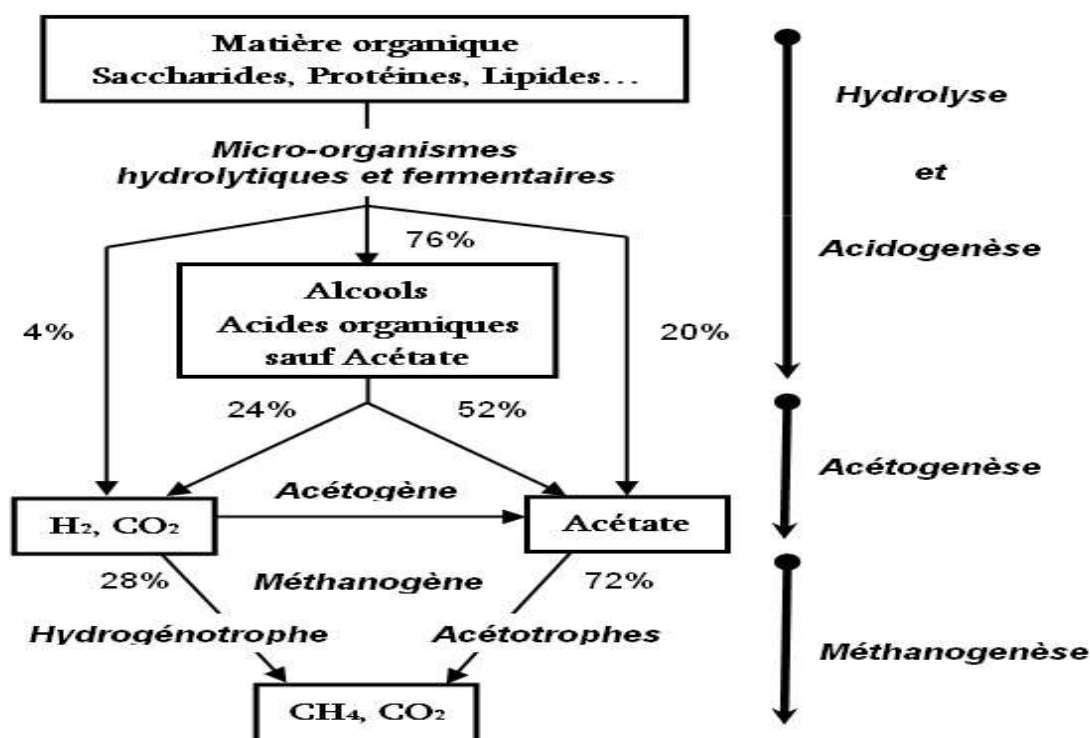 Matière organique
Saccharides, Protéines, Lipides…
Hydrolyse
Micro-organismes
hydrolytiques et fermentaires
et
76%
Acidogenèse
Alcools
Acides organiques
sauf Acétate
4%
20%
24%
52%
Acétogenèse
Acétogène
H₂, CO₂
Acétate
28%
Méthanogène
72%
Hydrogénotrophe
Acétotrophes
Méthanogenèse
CH₄, CO₂